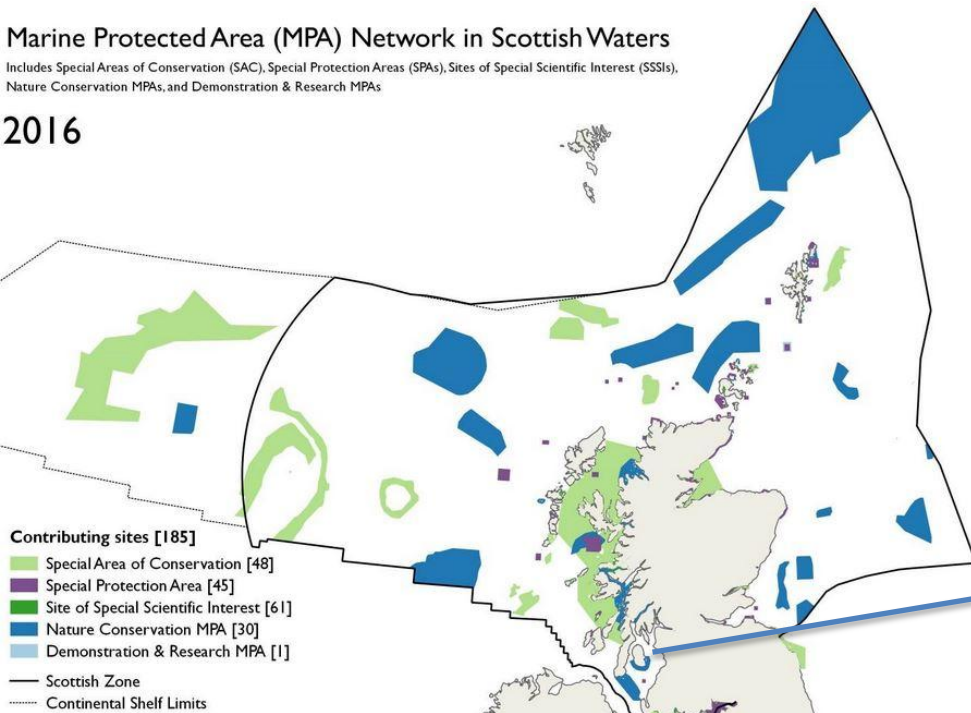 Marine Protected Area (MPA) Network in Scottish Waters
Includes Special Areas of Conservation (SAC), Special Protection Areas (SPAs), Sites of Special Scientific Interest (SSSIs),
Nature Conservation MPAs, and Demonstration & Research MPAs
2016
Contributing sites [185]
Special Area of Conservation [48]
Special Protection Area [45]
Site of Special Scientific Interest [61]
Nature Conservation MPA [30]
Demonstration & Research MPA [1]
Scottish Zone
Continental Shelf Limits